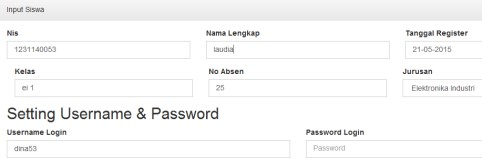 Input Siswa
Nis Nama Lengkap Tanggal Register
1231140053 laudia 21-05-2015
Kelas No Absen Jurusan
ei 1 25 Elektronika Industri
Setting Username & Password
Username Login Password Login
dina53 Password